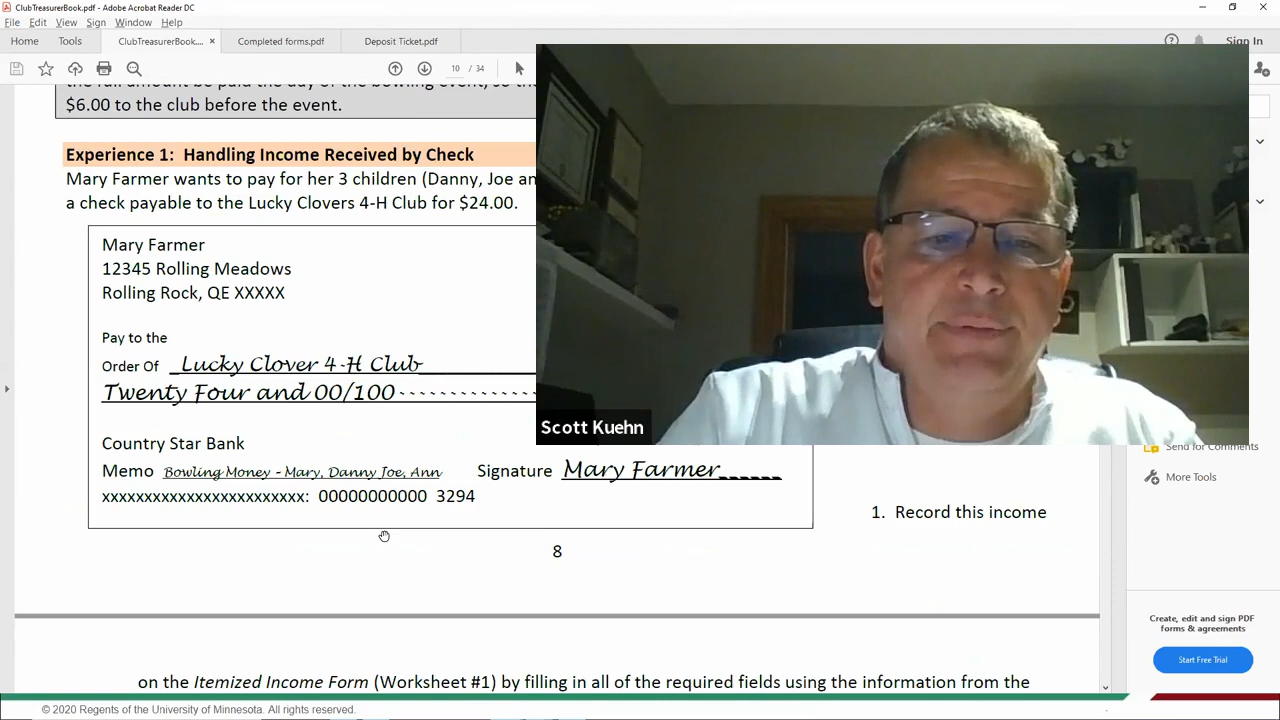 ClubTreasurerBook.pdf - Adobe Acrobat Reader DC
File Edit View Sign Window Help
Home Tools ClubTreasurerBook.... × Completed forms.pdf Deposit Ticket.pdf Sign In
10 / 34
$6.00 to the club before the event.
Experience 1: Handling Income Received by Check
Mary Farmer wants to pay for her 3 children (Danny, Joe an
a check payable to the Lucky Clovers 4-H Club for $24.00.
Mary Farmer
12345 Rolling Meadows
Rolling Rock, QE XXXXX
Pay to the
Order Of _Lucky Clover 4-H Club
Twenty Four and 00/100
Scott Kuehn
Country Star Bank
Memo Bowling Money - Mary, Danny Joe, Ann Signature Mary Farmer
xxxxxxxxxxxxxxxxxxxxxxxx: 00000000000 3294
Send for Comments
More Tools
1. Record this income
8
Create, edit and sign PDF
forms & agreements
Start Free Trial
on the Itemized Income Form (Worksheet #1) by filling in all of the required fields using the information from the
© 2020 Regents of the University of Minnesota. All rights reserved.